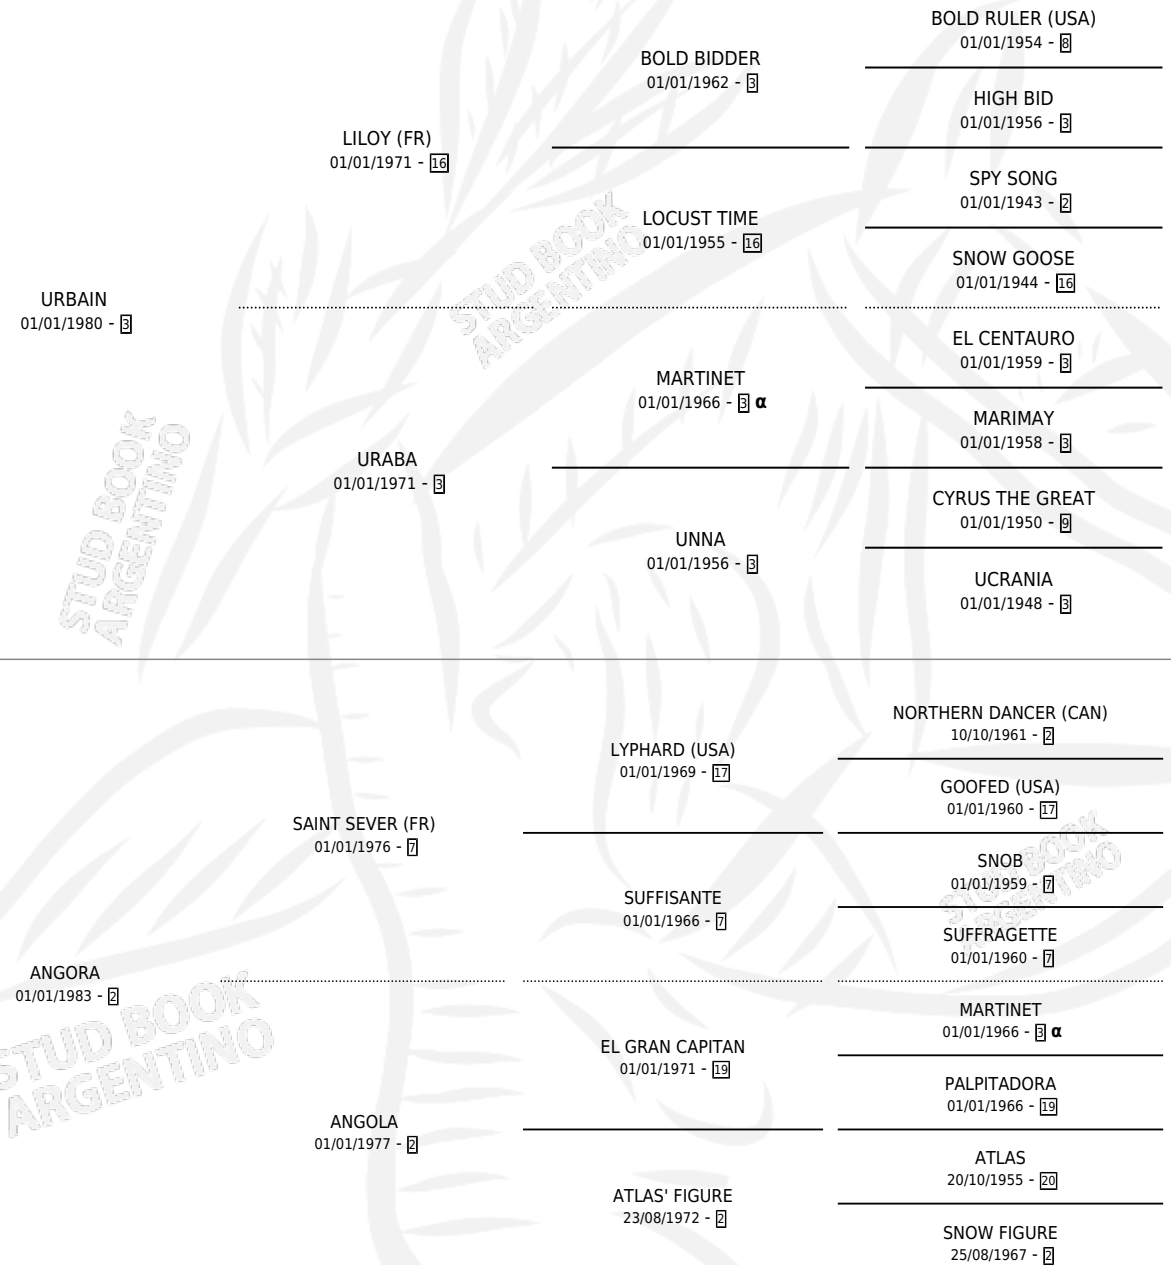 BOLD RULER (USA)
01/01/1954 - 8
BOLD BIDDER
01/01/1962 - 3
HIGH BID
01/01/1956 - 3
LILOY (FR)
01/01/1971 - 16
SPY SONG
01/01/1943 - 2
LOCUST TIME
01/01/1955 - 16
SNOW GOOSE
01/01/1944 - 16
URBAIN
01/01/1980 - 3
EL CENTAURO
01/01/1959 - 3
MARTINET
01/01/1966 - 3 α
MARIMAY
01/01/1958 - 3
URABA
01/01/1971 - 3
CYRUS THE GREAT
01/01/1950 - 9
UNNA
01/01/1956 - 3
UCRANIA
01/01/1948 - 3
NORTHERN DANCER (CAN)
10/10/1961 - 2
LYPHARD (USA)
01/01/1969 - 17
GOOFED (USA)
01/01/1960 - 17
SAINT SEVER (FR)
01/01/1976 - 7
SNOB
01/01/1959 - 7
SUFFISANTE
01/01/1966 - 7
SUFFRAGETTE
01/01/1960 - 7
ANGORA
01/01/1983 - 2
MARTINET
01/01/1966 - 3 α
EL GRAN CAPITAN
01/01/1971 - 19
PALPITADORA
01/01/1966 - 19
ANGOLA
01/01/1977 - 2
ATLAS
20/10/1955 - 20
ATLAS' FIGURE
23/08/1972 - 2
SNOW FIGURE
25/08/1967 - 2
STUD BOOK
ARGENTINO
STUD BOOK
ARGENTINO
STUD BOOK
ARGENTINO
STUD BOOK
ARGENTINO